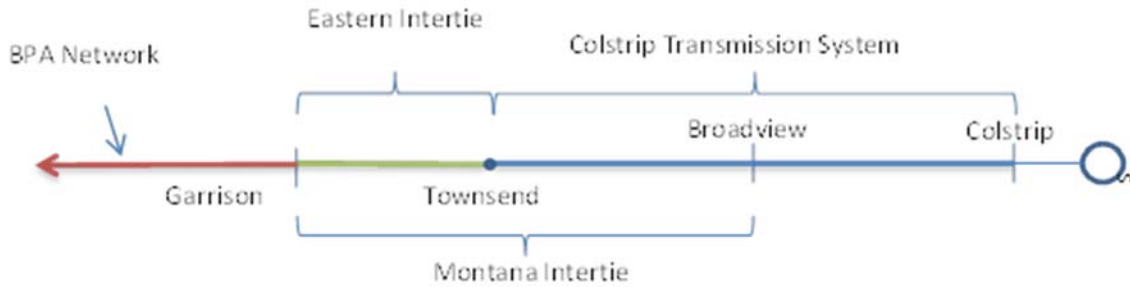 Eastern Intertie
Colstrip Transmission System
BPA Network
Broadview
Colstrip
Garrison
Townsend
Montana Intertie